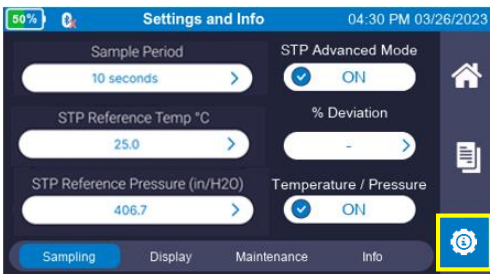 50% Settings and Info 04:30 PM 03/26/2023
Sample Period STP Advanced Mode
10 seconds ON
STP Reference Temp °C % Deviation
25.0 -
STP Reference Pressure (in/H2O) Temperature / Pressure
406.7 ON
Sampling Display Maintenance Info